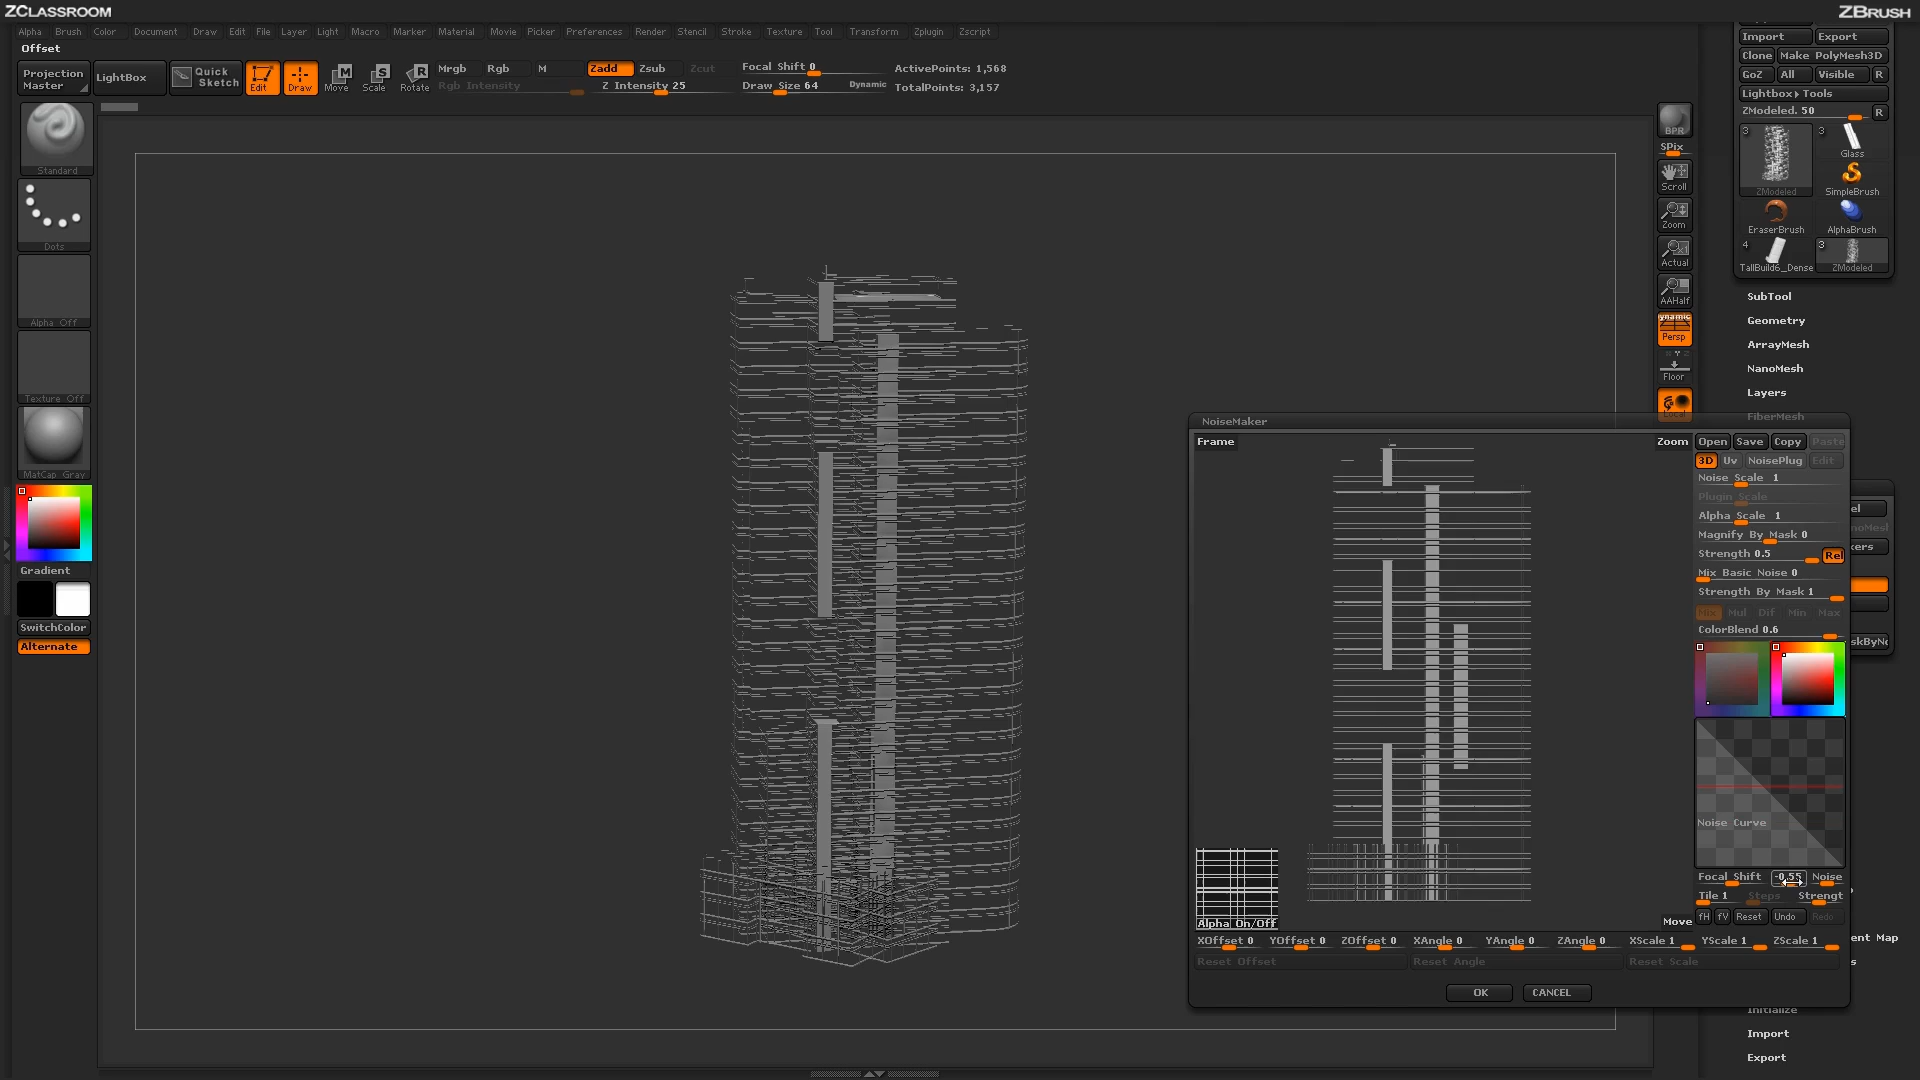 ZCLASSROOM
ZBRUSH
Alpha Brush Color Document Draw Edit File Layer Light Macro Marker Material Movie Picker Preferences Render Stencil Stroke Texture Tool Transform Zplugin Zscript
Offset
Projection Master
LightBox
Quick Sketch
Edit
Draw
Move
Scale
Rotate
Mrgb Rgb M
Rgb Intensity
Zadd Zsub Zcut
Z Intensity 25
Focal Shift 0
Draw Size 64
Dynamic
ActivePoints: 1,568
TotalPoints: 3,157
Standard
Dots
Alpha Off
Texture Off
MatCap Gray
Gradient
SwitchColor
Alternate
BPR
SPix
Scroll
Zoom
Actual
AAHalf
Persp
Floor
Import Export
Clone Make PolyMesh3D
GoZ All Visible R
Lightbox▸Tools
ZModeled. 50 R
3 ZModeled
3 Glass
SimpleBrush
EraserBrush
AlphaBrush
4 TallBuild6_Dense
3 ZModeled
SubTool
Geometry
ArrayMesh
NanoMesh
Layers
FiberMesh
NoiseMaker
Frame
Zoom
Open Save Copy Paste
3D Uv NoisePlug Edit
Noise Scale 1
Plugin Scale
Alpha Scale 1
Magnify By Mask 0
Strength 0.5 Rel
Mix Basic Noise 0
Strength By Mask 1
Mix Mul Dif Min Max
ColorBlend 0.6
Noise Curve
Focal Shift -0.55 Noise
Tile 1 Steps Strengt
fH fV Reset Undo Redo
Alpha On/Off
Move
XOffset 0 YOffset 0 ZOffset 0 XAngle 0 YAngle 0 ZAngle 0 XScale 1 YScale 1 ZScale 1
Reset Offset Reset Angle Reset Scale
OK CANCEL
ent Map
Initialize
Import
Export